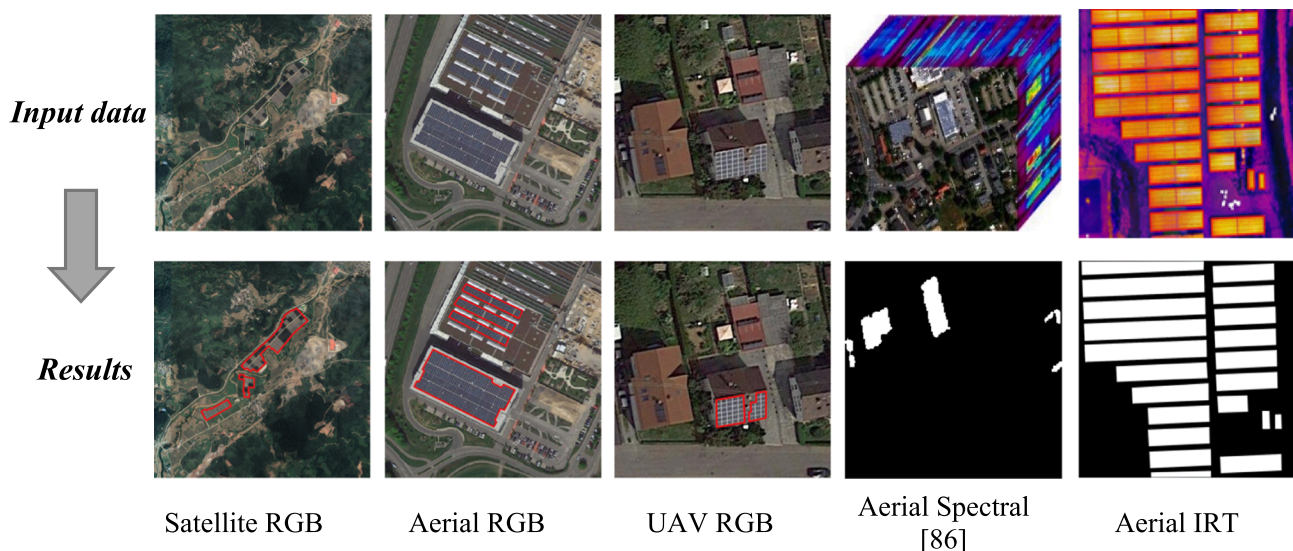 Input data
Results
Satellite RGB
Aerial RGB
UAV RGB
Aerial Spectral
[86]
Aerial IRT